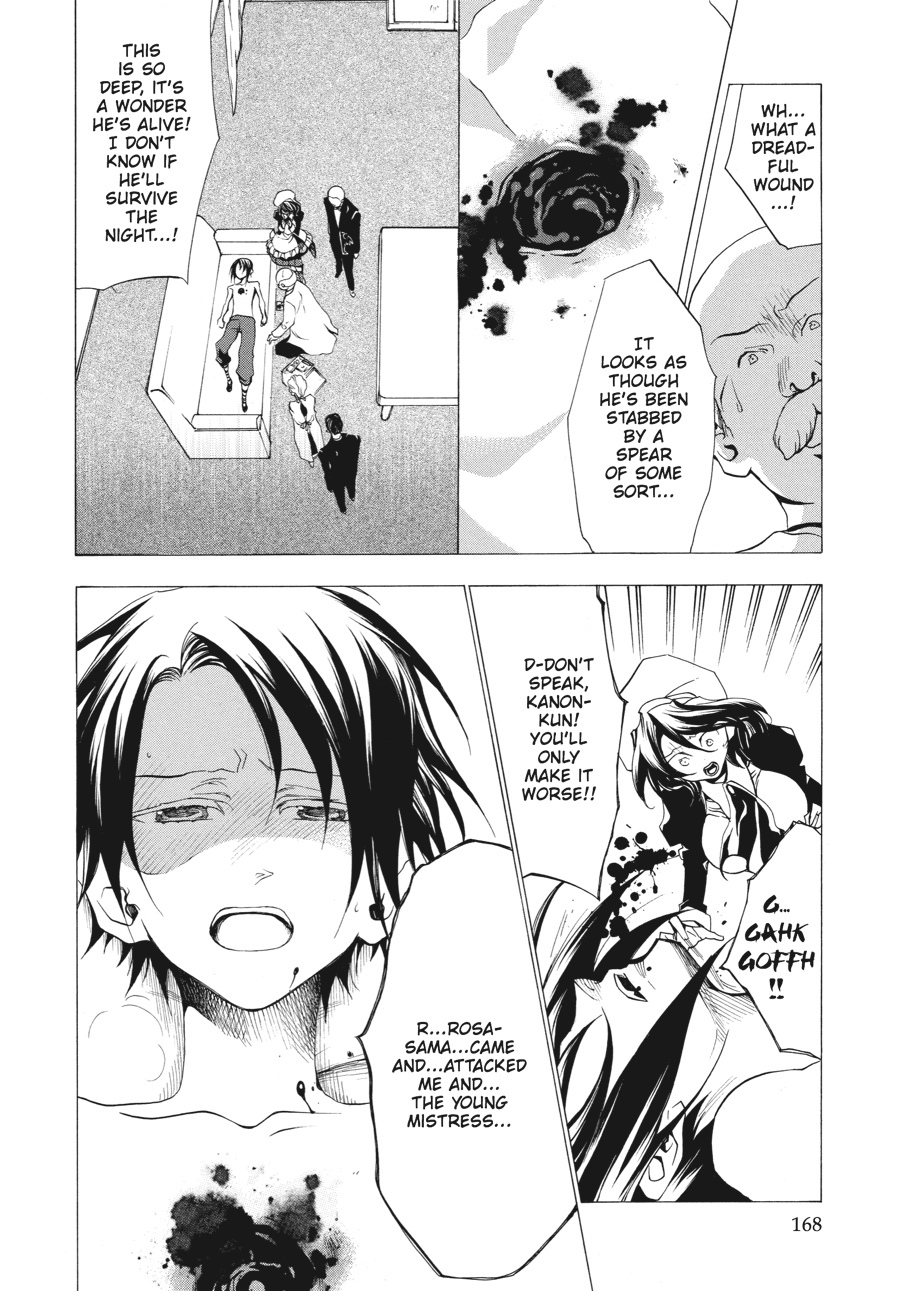 WH...
WHAT A
DREAD-
FUL
WOUND
...!
IT
LOOKS AS
THOUGH
HE'S BEEN
STABBED
BY A
SPEAR
OF SOME
SORT...
THIS
IS SO
DEEP, IT'S
A WONDER
HE'S ALIVE!
I DON'T
KNOW IF
HE'LL
SURVIVE
THE
NIGHT...!
G...
GAHK
GOFFH
!!
D-DON'T
SPEAK,
KANON-
KUN!
YOU'LL
ONLY
MAKE IT
WORSE!!
R...ROSA-
SAMA...CAME
AND...ATTACKED
ME AND...
THE YOUNG
MISTRESS...
168